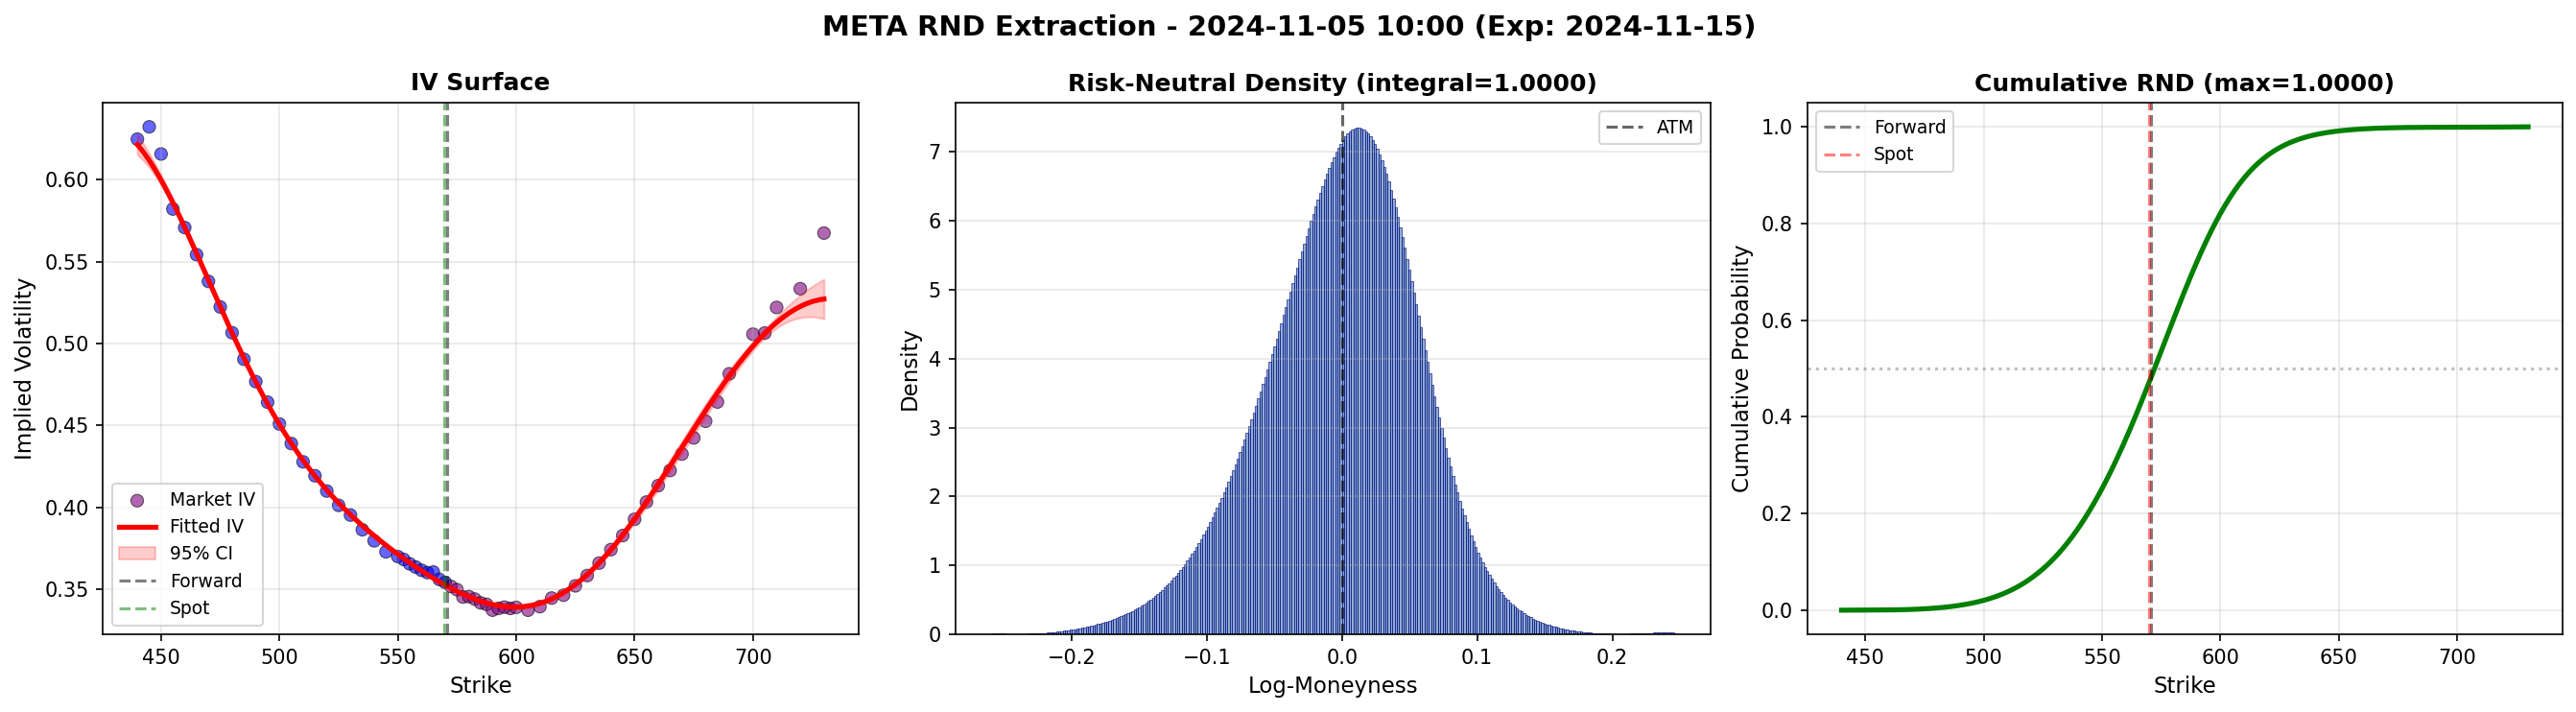 META RND Extraction - 2024-11-05 10:00 (Exp: 2024-11-15)
IV Surface
Implied Volatility
0.60
0.55
0.50
0.45
0.40
0.35
Market IV
Fitted IV
95% CI
Forward
Spot
450 500 550 600 650 700
Strike
Risk-Neutral Density (integral=1.0000)
Density
7
6
5
4
3
2
1
0
ATM
−0.2 −0.1 0.0 0.1 0.2
Log-Moneyness
Cumulative RND (max=1.0000)
Cumulative Probability
1.0
0.8
0.6
0.4
0.2
0.0
Forward
Spot
450 500 550 600 650 700
Strike